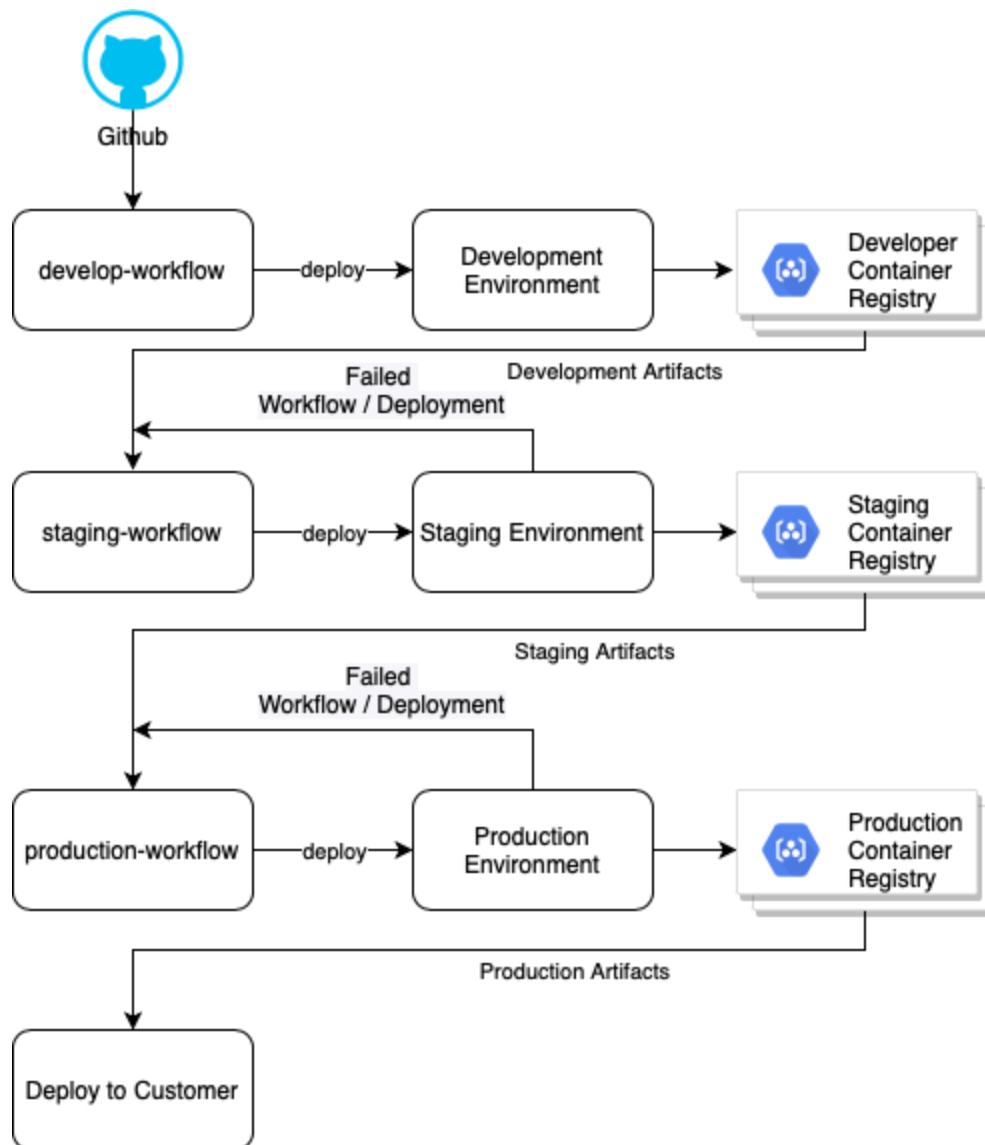 Github
develop-workflow
deploy
Development
Environment
Developer
Container
Registry
Development Artifacts
Failed
Workflow / Deployment
staging-workflow
deploy
Staging Environment
Staging
Container
Registry
Staging Artifacts
Failed
Workflow / Deployment
production-workflow
deploy
Production
Environment
Production
Container
Registry
Production Artifacts
Deploy to Customer